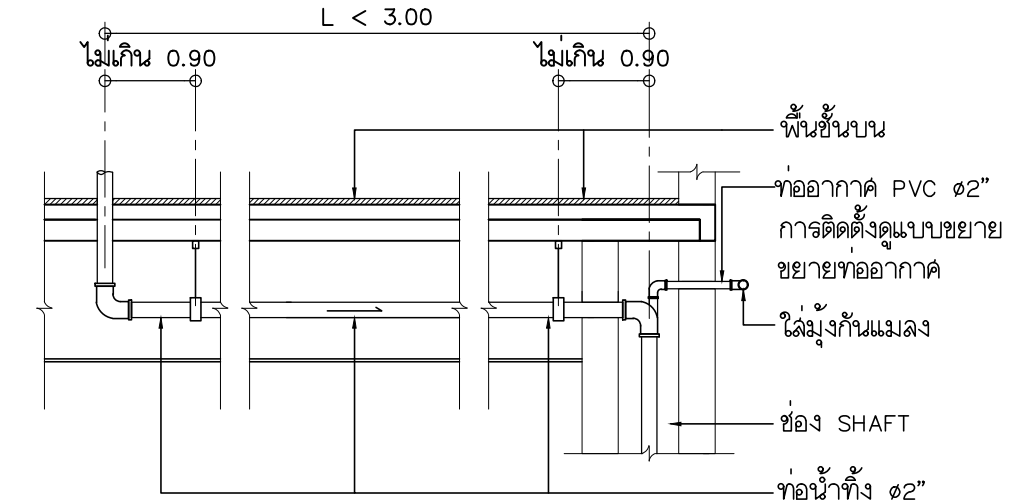 L < 3.00
ไม่เกิน 0.90
ไม่เกิน 0.90
พื้นชั้นบน
ท่ออากาศ PVC ø2"
การติดตั้งดูแบบขยาย
ขยายท่ออากาศ
ใส่มุ้งกันแมลง
ช่อง SHAFT
ท่อน้ำทิ้ง ø2"